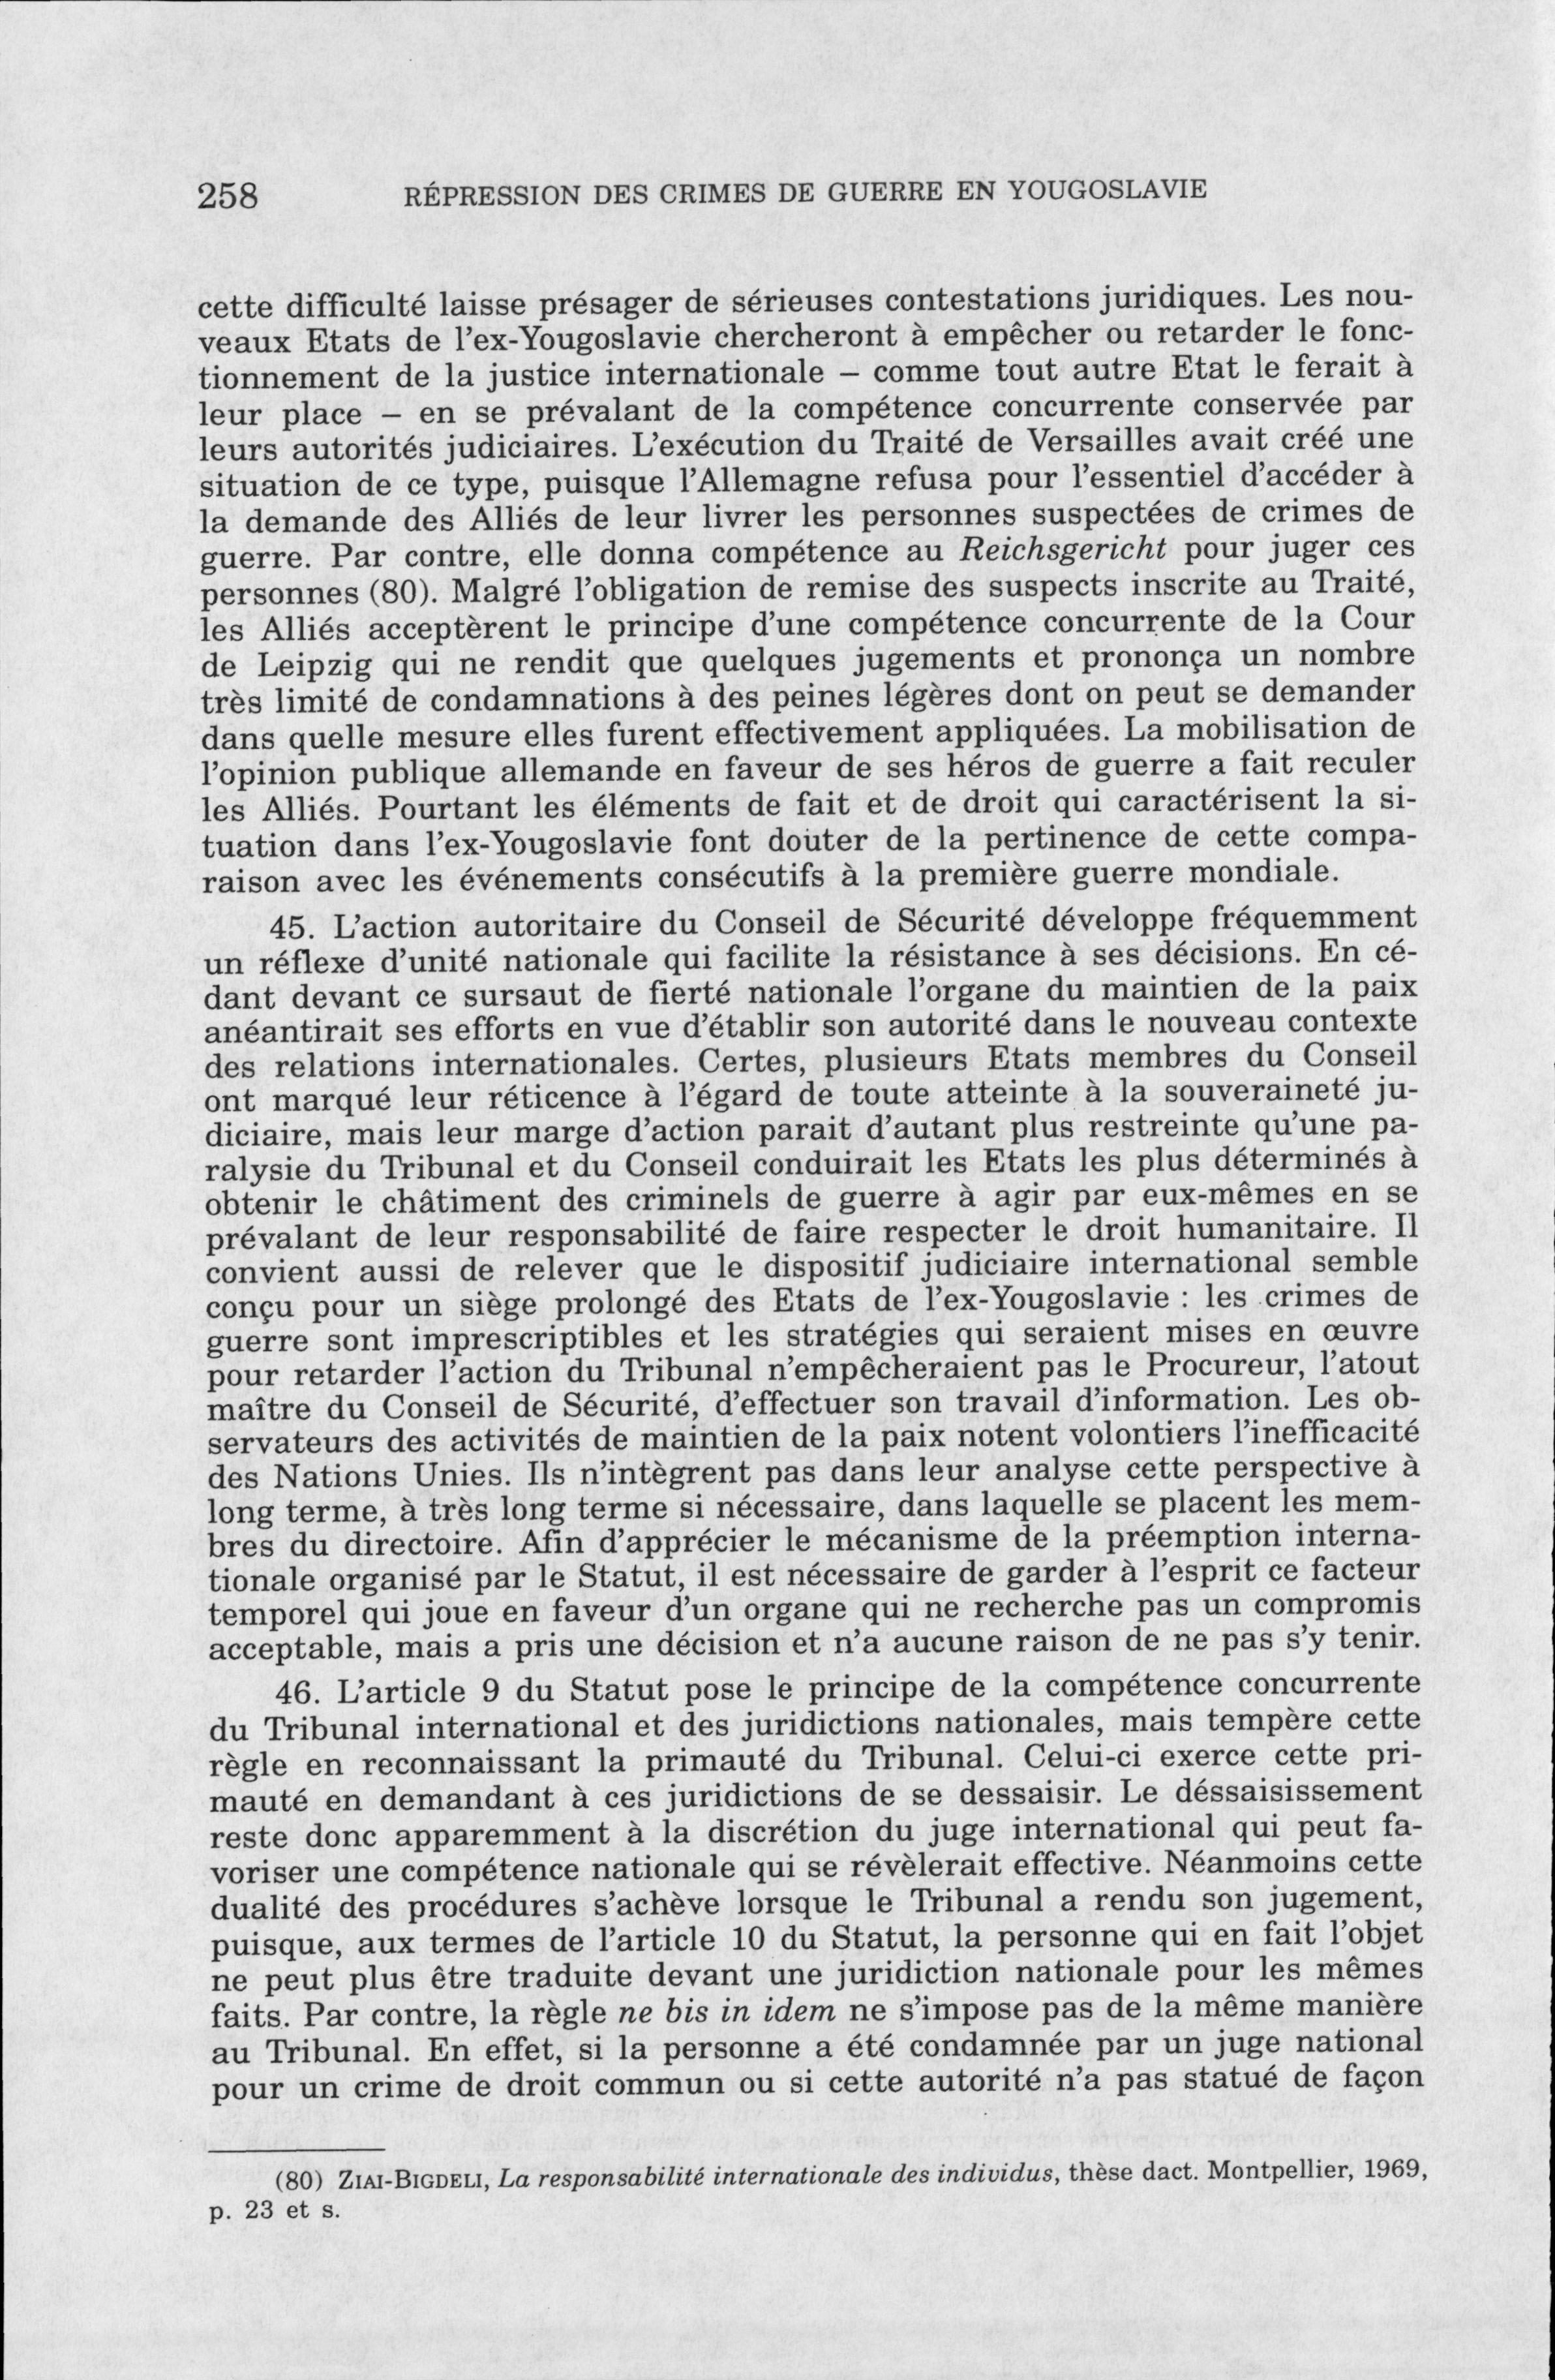 258 RÉPRESSION DES CRIMES DE GUERRE EN YOUGOSLAVIE
cette difficulté laisse présager de sérieuses contestations juridiques. Les nou-
veaux Etats de l'ex-Yougoslavie chercheront à empêcher ou retarder le fonc-
tionnement de la justice internationale – comme tout autre Etat le ferait à
leur place – en se prévalant de la compétence concurrente conservée par
leurs autorités judiciaires. L'exécution du Traité de Versailles avait créé une
situation de ce type, puisque l'Allemagne refusa pour l'essentiel d'accéder à
la demande des Alliés de leur livrer les personnes suspectées de crimes de
guerre. Par contre, elle donna compétence au Reichsgericht pour juger ces
personnes (80). Malgré l'obligation de remise des suspects inscrite au Traité,
les Alliés acceptèrent le principe d'une compétence concurrente de la Cour
de Leipzig qui ne rendit que quelques jugements et prononça un nombre
très limité de condamnations à des peines légères dont on peut se demander
dans quelle mesure elles furent effectivement appliquées. La mobilisation de
l'opinion publique allemande en faveur de ses héros de guerre a fait reculer
les Alliés. Pourtant les éléments de fait et de droit qui caractérisent la si-
tuation dans l'ex-Yougoslavie font douter de la pertinence de cette compa-
raison avec les événements consécutifs à la première guerre mondiale.
45. L'action autoritaire du Conseil de Sécurité développe fréquemment
un réflexe d'unité nationale qui facilite la résistance à ses décisions. En cé-
dant devant ce sursaut de fierté nationale l'organe du maintien de la paix
anéantirait ses efforts en vue d'établir son autorité dans le nouveau contexte
des relations internationales. Certes, plusieurs Etats membres du Conseil
ont marqué leur réticence à l'égard de toute atteinte à la souveraineté ju-
diciaire, mais leur marge d'action parait d'autant plus restreinte qu'une pa-
ralysie du Tribunal et du Conseil conduirait les Etats les plus déterminés à
obtenir le châtiment des criminels de guerre à agir par eux-mêmes en se
prévalant de leur responsabilité de faire respecter le droit humanitaire. Il
convient aussi de relever que le dispositif judiciaire international semble
conçu pour un siège prolongé des Etats de l'ex-Yougoslavie : les crimes de
guerre sont imprescriptibles et les stratégies qui seraient mises en œuvre
pour retarder l'action du Tribunal n'empêcheraient pas le Procureur, l'atout
maître du Conseil de Sécurité, d'effectuer son travail d'information. Les ob-
servateurs des activités de maintien de la paix notent volontiers l'inefficacité
des Nations Unies. Ils n'intègrent pas dans leur analyse cette perspective à
long terme, à très long terme si nécessaire, dans laquelle se placent les mem-
bres du directoire. Afin d'apprécier le mécanisme de la préemption interna-
tionale organisé par le Statut, il est nécessaire de garder à l'esprit ce facteur
temporel qui joue en faveur d'un organe qui ne recherche pas un compromis
acceptable, mais a pris une décision et n'a aucune raison de ne pas s'y tenir.
46. L'article 9 du Statut pose le principe de la compétence concurrente
du Tribunal international et des juridictions nationales, mais tempère cette
règle en reconnaissant la primauté du Tribunal. Celui-ci exerce cette pri-
mauté en demandant à ces juridictions de se dessaisir. Le déssaisissement
reste donc apparemment à la discrétion du juge international qui peut fa-
voriser une compétence nationale qui se révèlerait effective. Néanmoins cette
dualité des procédures s'achève lorsque le Tribunal a rendu son jugement,
puisque, aux termes de l'article 10 du Statut, la personne qui en fait l'objet
ne peut plus être traduite devant une juridiction nationale pour les mêmes
faits. Par contre, la règle ne bis in idem ne s'impose pas de la même manière
au Tribunal. En effet, si la personne a été condamnée par un juge national
pour un crime de droit commun ou si cette autorité n'a pas statué de façon
(80) ZIAI-BIGDELI, La responsabilité internationale des individus, thèse dact. Montpellier, 1969,
p. 23 et s.